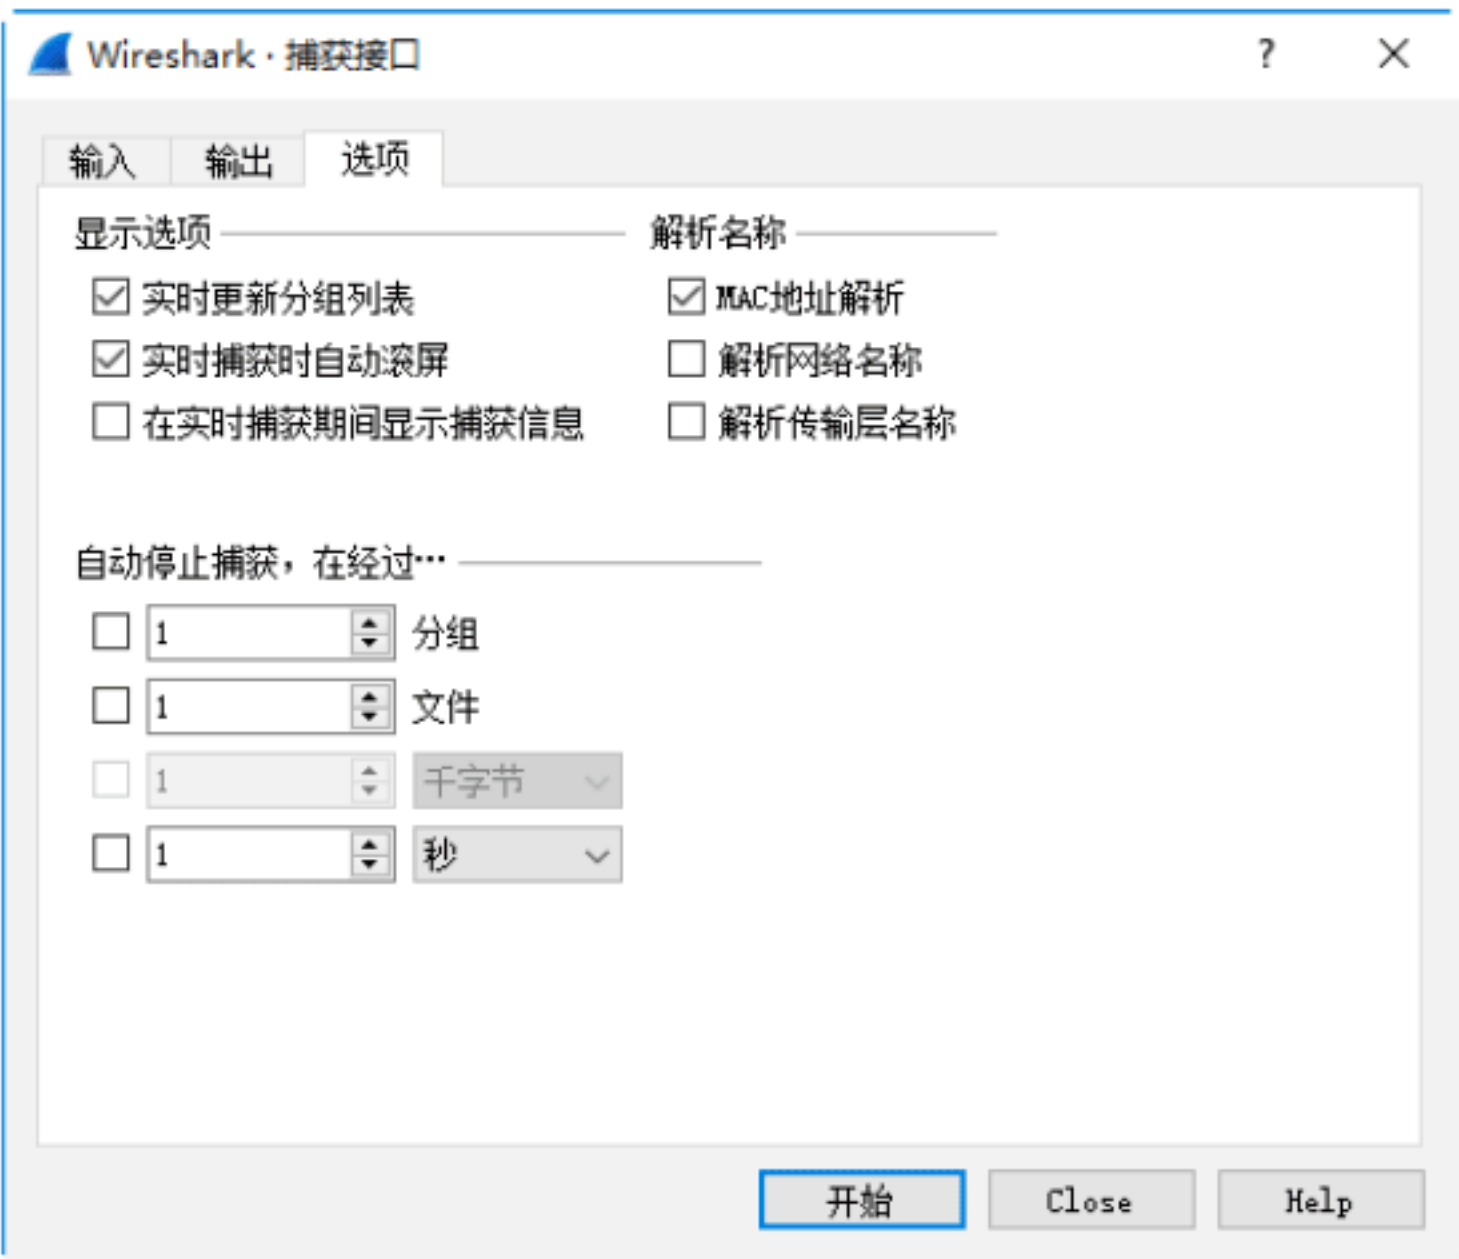 Wireshark · 捕获接口 ?
输入 输出 选项
显示选项 解析名称
实时更新分组列表 MAC地址解析
实时捕获时自动滚屏 解析网络名称
在实时捕获期间显示捕获信息 解析传输层名称
自动停止捕获，在经过…
1 分组
1 文件
1 千字节
1 秒
开始 Close Help